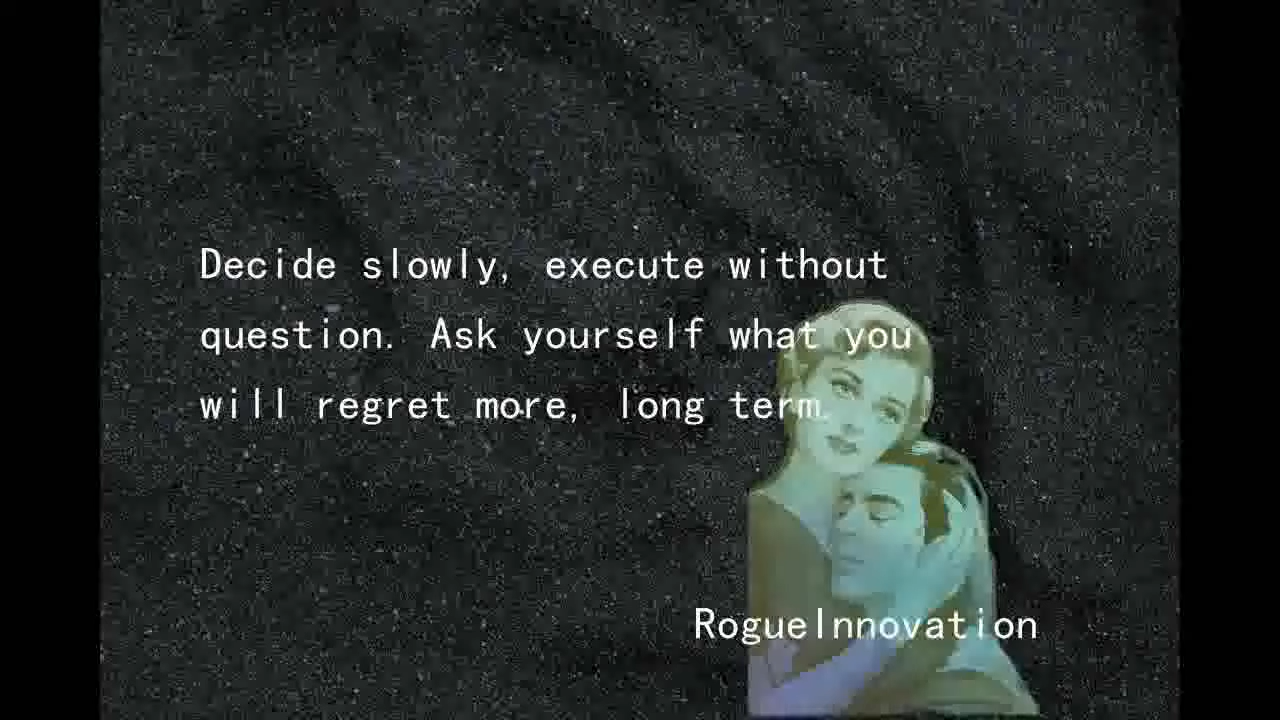 Decide slowly, execute without
question. Ask yourself what you
will regret more, long term.
RogueInnovation